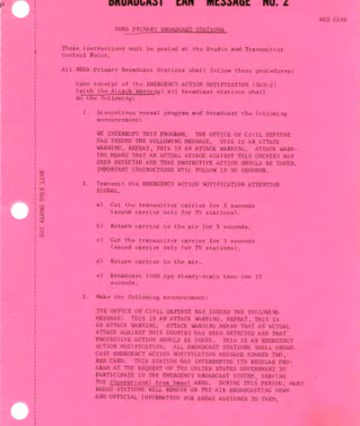 BROADCAST EAN MESSAGE NO. 2
RED CARD
PRIMARY BROADCAST STATIONS
These instructions must be posted at the Studio and Transmitter
Control Point.
All Primary Broadcast Stations shall follow these procedures:
Upon receipt of the EMERGENCY ACTION NOTIFICATION
(with the Attack Warning) all broadcast stations shall
do the following:
1. Discontinue normal program and broadcast the following
announcement:
WE INTERRUPT THIS PROGRAM. THE OFFICE OF CIVIL DEFENSE
HAS ISSUED THE FOLLOWING MESSAGE. THIS IS AN ATTACK
WARNING, REPEAT, THIS IS AN ATTACK WARNING. ATTACK WARN-
ING MEANS THAT AN ACTUAL ATTACK AGAINST THIS COUNTRY HAS
BEEN DETECTED AND THAT PROTECTIVE ACTION SHOULD BE TAKEN.
IMPORTANT INSTRUCTIONS WILL FOLLOW IN 30 SECONDS.
2. Transmit the EMERGENCY ACTION NOTIFICATION ATTENTION
SIGNAL.
a) Cut the transmitter carrier for 5 seconds
(sound carrier only for TV stations).
b) Return carrier to the air for 5 seconds.
c) Cut the transmitter carrier for 5 seconds
(sound carrier only for TV stations).
d) Return carrier to the air.
e) Broadcast 1000 cps steady-state tone for 15
seconds.
3. Make the following announcement:
THE OFFICE OF CIVIL DEFENSE HAS ISSUED THE FOLLOWING
MESSAGE: THIS IS AN ATTACK WARNING, REPEAT, THIS IS
AN ATTACK WARNING. ATTACK WARNING MEANS THAT AN ACTUAL
ATTACK AGAINST THIS COUNTRY HAS BEEN DETECTED AND THAT
PROTECTIVE ACTION SHOULD BE TAKEN. THIS IS AN EMERGENCY
ACTION NOTIFICATION. ALL BROADCAST STATIONS SHALL BROAD-
CAST EMERGENCY ACTION NOTIFICATION MESSAGE NUMBER TWO,
RED CARD. THIS STATION HAS INTERRUPTED ITS REGULAR PRO-
GRAM AT THE REQUEST OF THE UNITED STATES GOVERNMENT TO
PARTICIPATE IN THE EMERGENCY BROADCAST SYSTEM, SERVING
THE (Operational Area Name) AREA. DURING THIS PERIOD, MANY
RADIO STATIONS WILL REMAIN ON THE AIR BROADCASTING NEWS
AND OFFICIAL INFORMATION FOR AREAS ASSIGNED TO THEM.
CUT ALONG THIS LINE